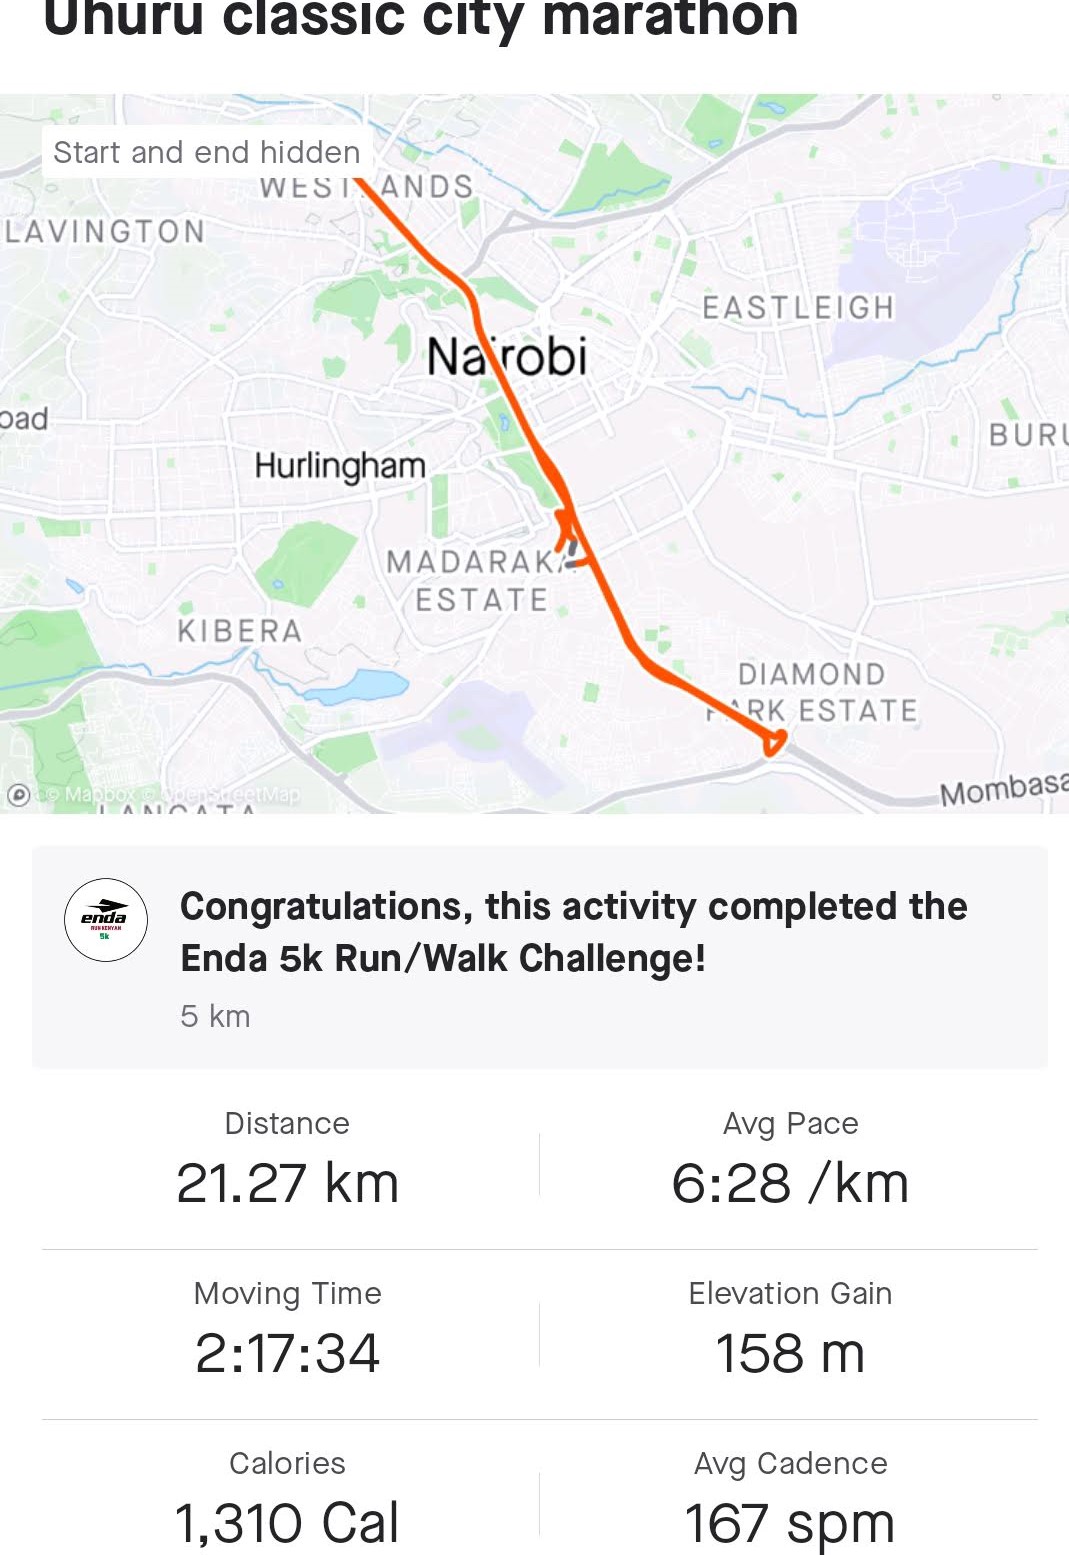 Uhuru classic city marathon
Start and end hidden
WESTLANDS
LAVINGTON
EASTLEIGH
Nairobi
oad
BURU
Hurlingham
MADARAKA
ESTATE
KIBERA
DIAMOND
PARK ESTATE
© Mapbox © OpenStreetMap
Mombasa
LANGATA
enda
RUN KENYAN
5k
Congratulations, this activity completed the
Enda 5k Run/Walk Challenge!
5 km
Distance
Avg Pace
21.27 km
6:28 /km
Moving Time
Elevation Gain
2:17:34
158 m
Calories
Avg Cadence
1,310 Cal
167 spm